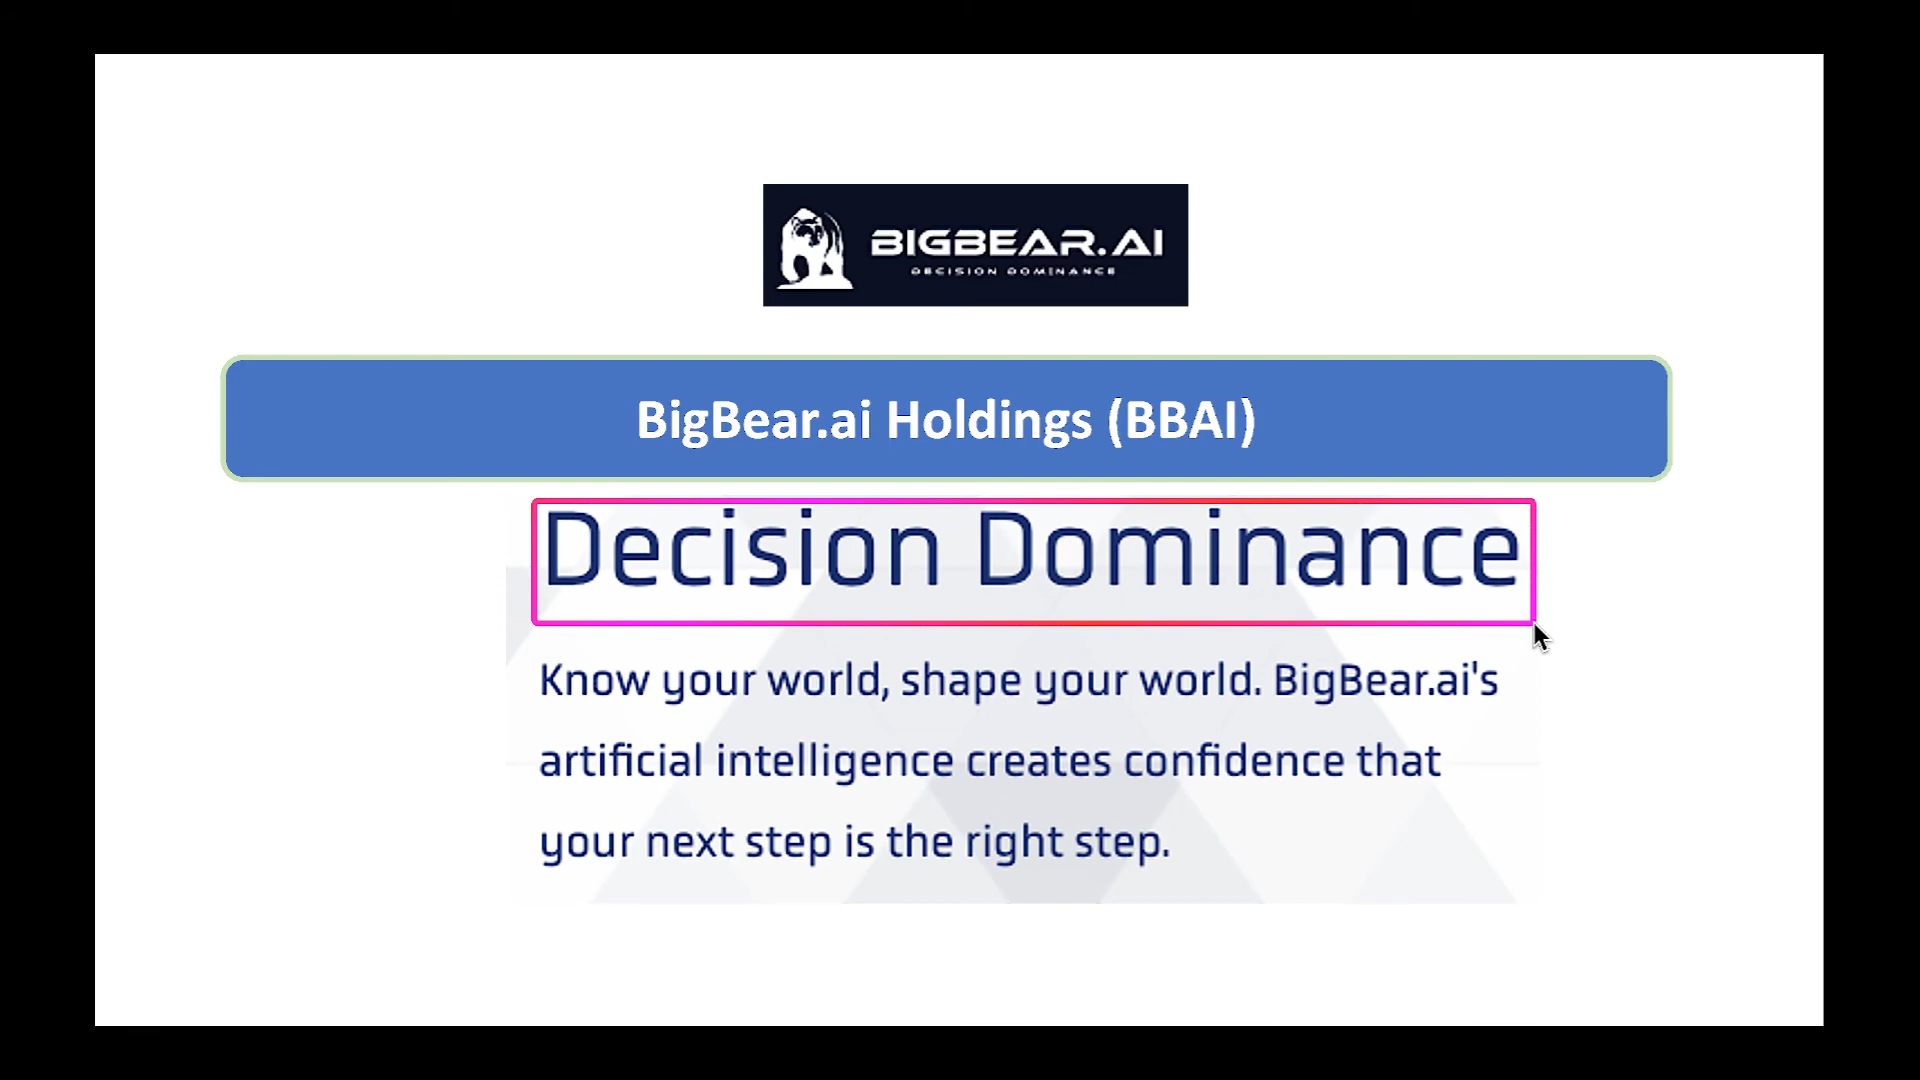 BIGBEAR.AI
DECISION DOMINANCE
BigBear.ai Holdings (BBAI)
Decision Dominance
Know your world, shape your world. BigBear.ai's
artificial intelligence creates confidence that
your next step is the right step.